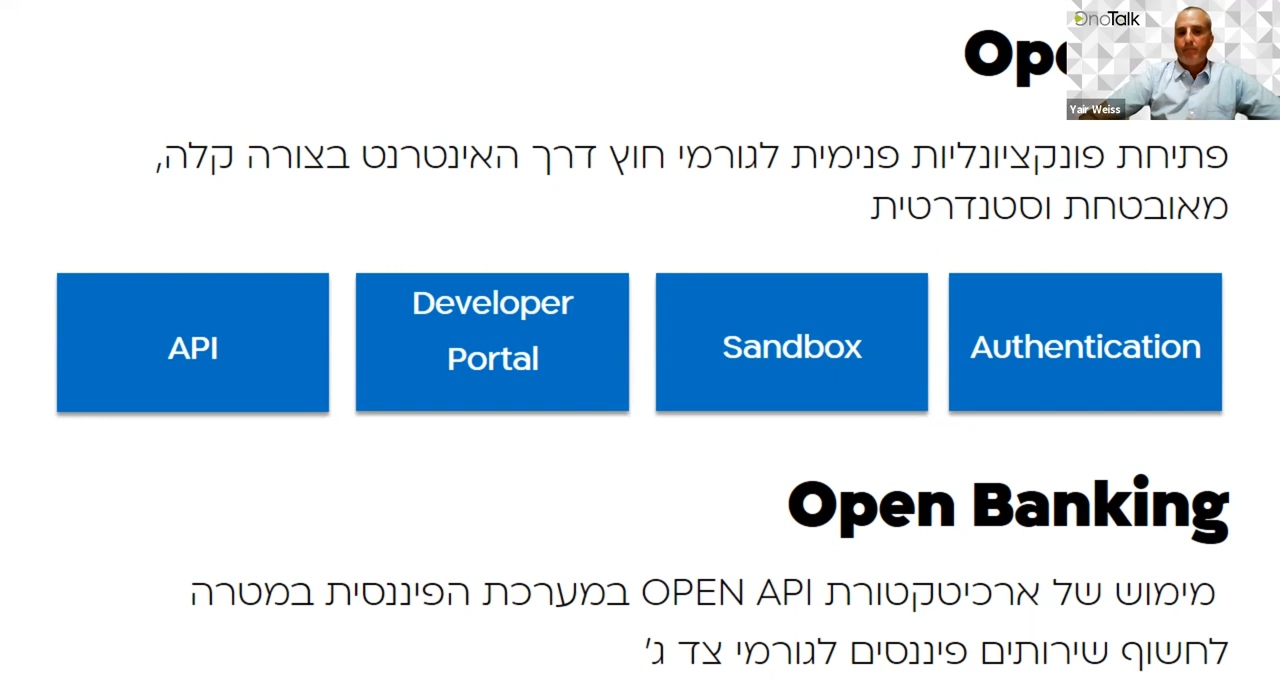 OnoTalk
Yair Weiss
פתיחת פונקציונליות פנימית לגורמי חוץ דרך האינטרנט בצורה קלה,
מאובטחת וסטנדרטית
API
Developer
Portal
Sandbox
Authentication
Open Banking
מימוש של ארכיטקטורת OPEN API במערכת הפיננסית במטרה
לחשוף שירותים פיננסים לגורמי צד ג'